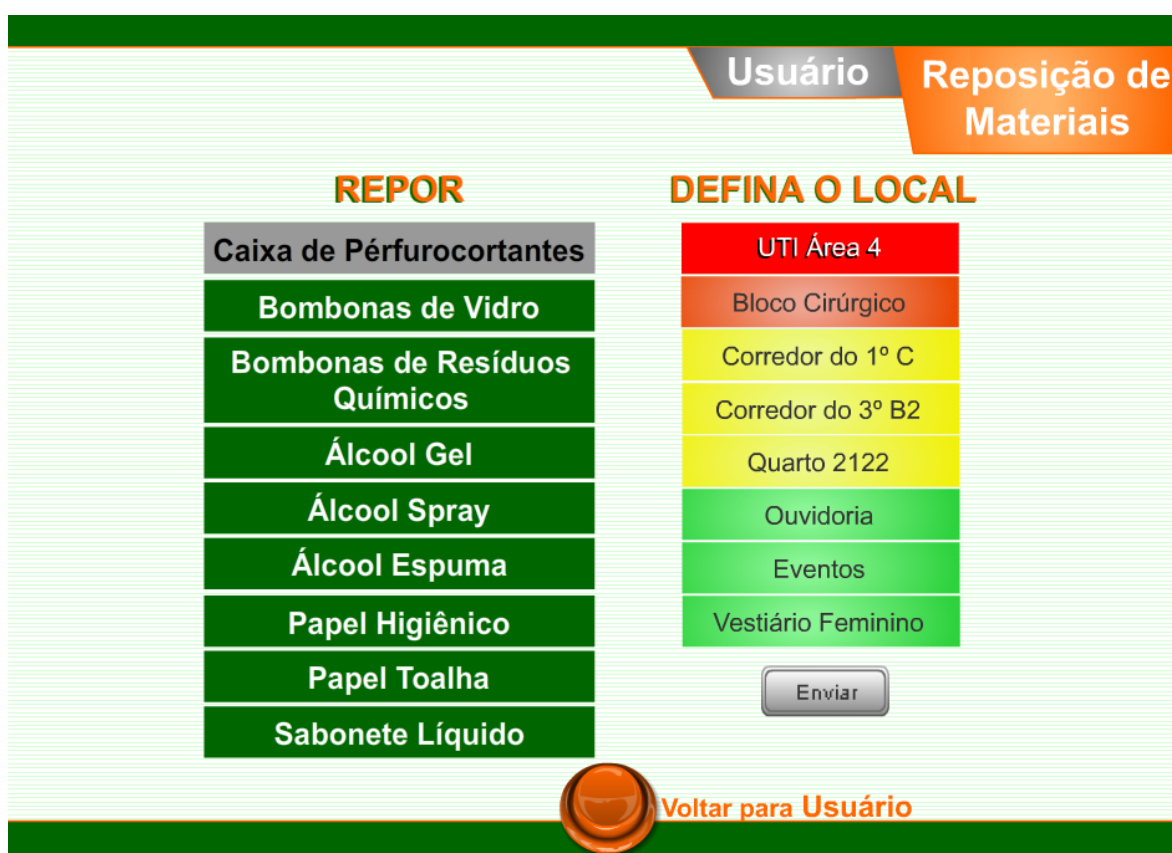 Usuário
Reposição de
Materiais
REPOR
Caixa de Pérfurocortantes
Bombonas de Vidro
Bombonas de Resíduos
Químicos
Álcool Gel
Álcool Spray
Álcool Espuma
Papel Higiênico
Papel Toalha
Sabonete Líquido
DEFINA O LOCAL
UTI Área 4
Bloco Cirúrgico
Corredor do 1º C
Corredor do 3º B2
Quarto 2122
Ouvidoria
Eventos
Vestiário Feminino
Enviar
Voltar para Usuário